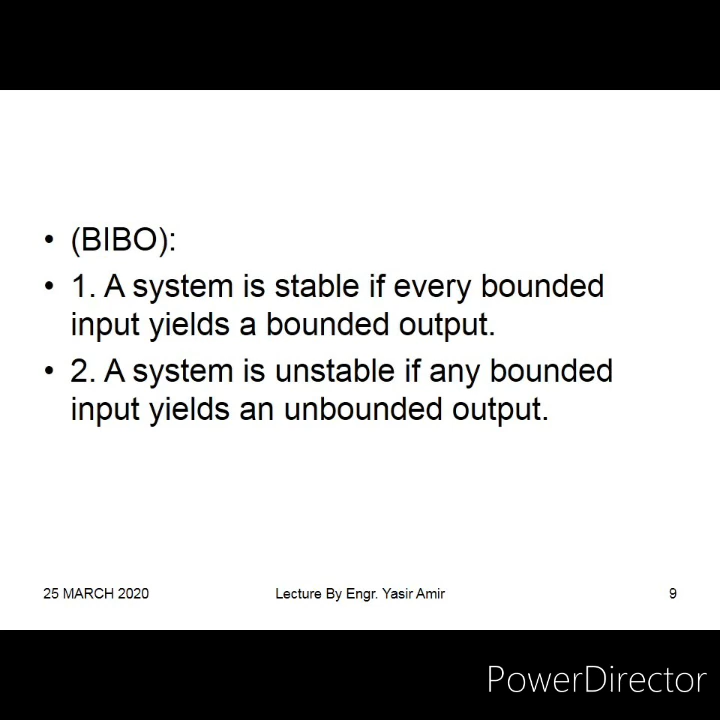 • (BIBO):
• 1. A system is stable if every bounded
input yields a bounded output.
• 2. A system is unstable if any bounded
input yields an unbounded output.
25 MARCH 2020
Lecture By Engr. Yasir Amir
9
PowerDirector